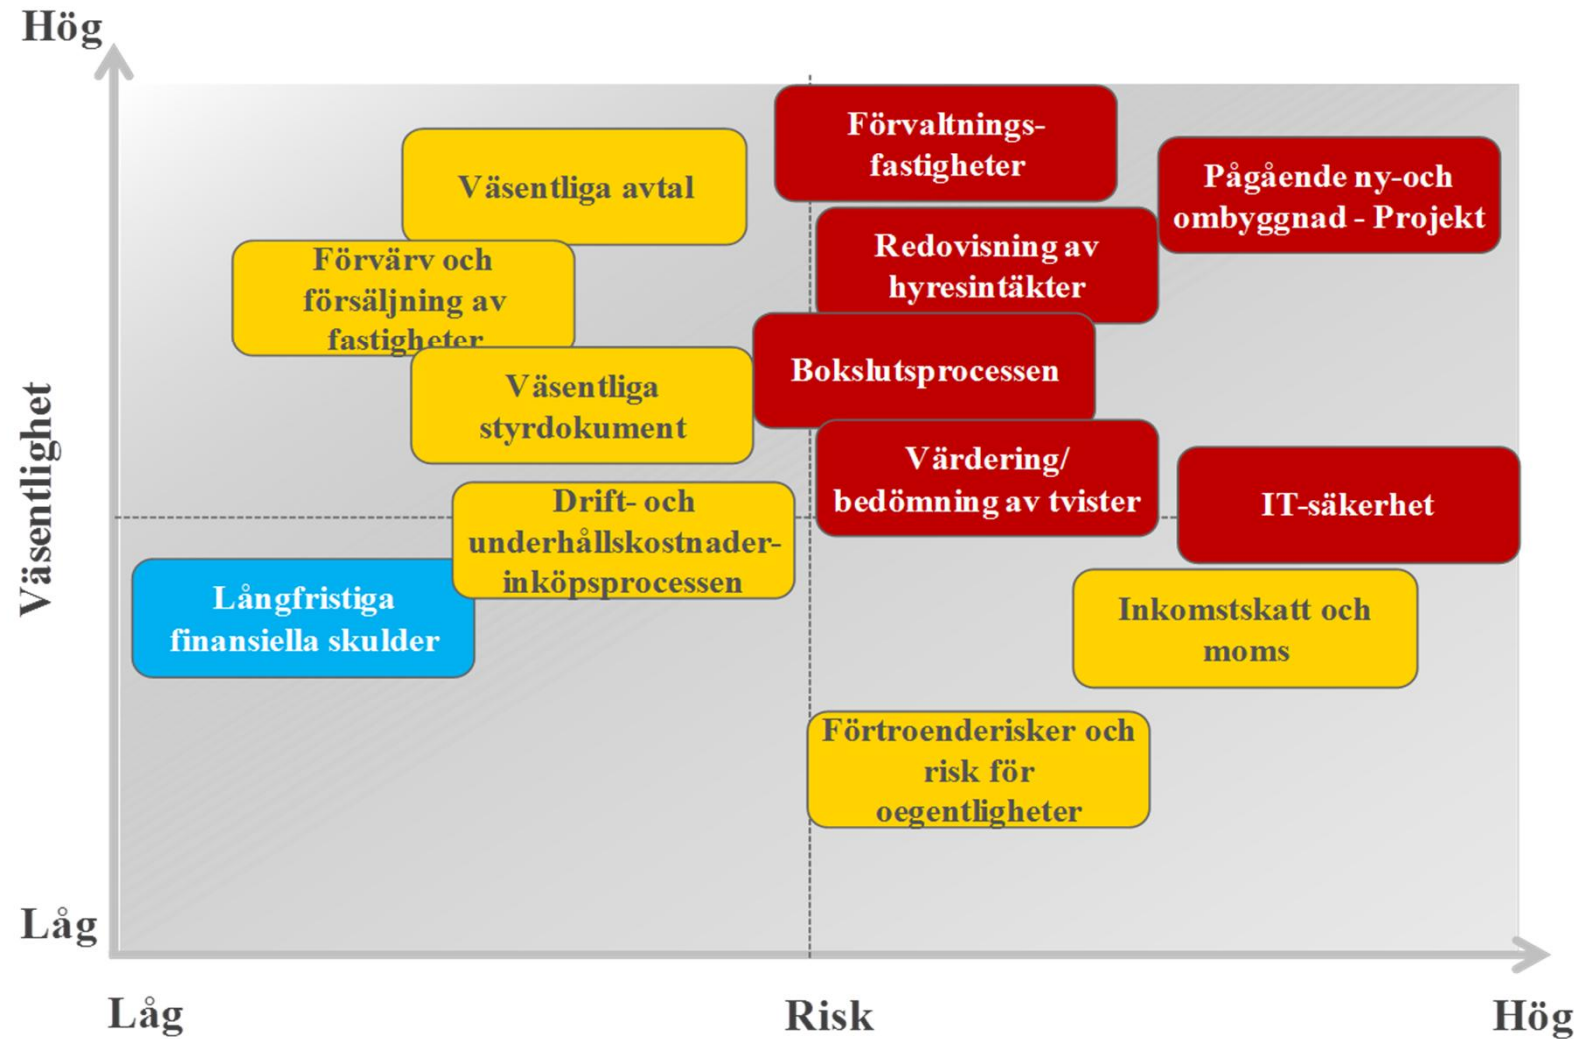 Hög
Väsentlighet
Låg
Förvaltnings-
fastigheter
Väsentliga avtal
Pågående ny-och
ombyggnad - Projekt
Redovisning av
hyresintäkter
Förvärv och
försäljning av
fastigheter
Bokslutsprocessen
Väsentliga
styrdokument
Värdering/
bedömning av tvister
IT-säkerhet
Drift- och
underhållskostnader-
inköpsprocessen
Långfristiga
finansiella skulder
Inkomstskatt och
moms
Förtroenderisker och
risk för
oegentligheter
Låg
Risk
Hög